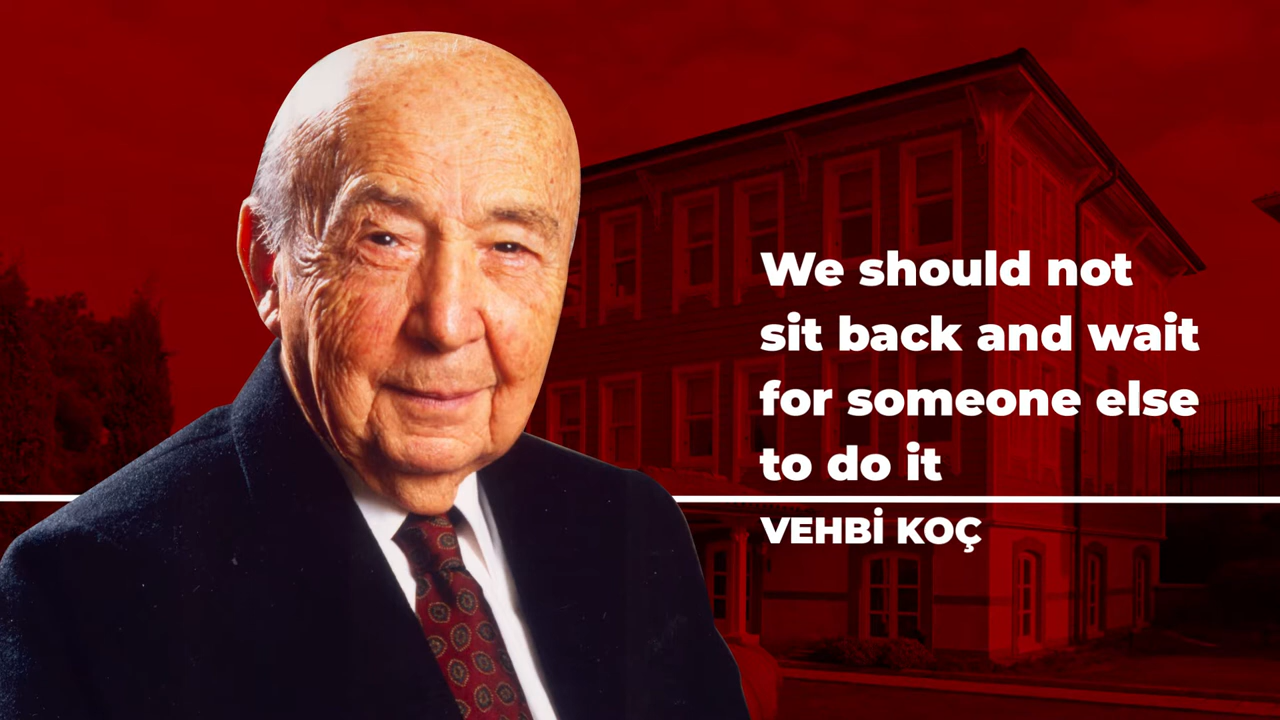 We should not
sit back and wait
for someone else
to do it
VEHBİ KOÇ